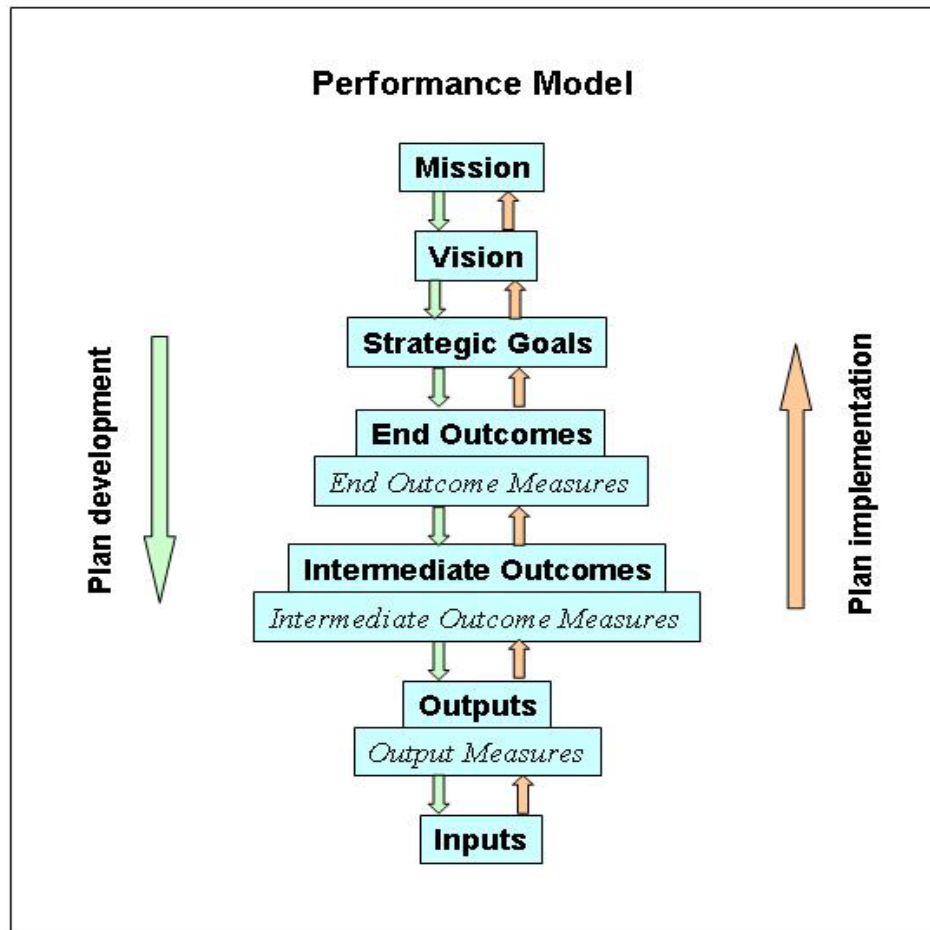 Performance Model
Mission
Vision
Strategic Goals
End Outcomes
End Outcome Measures
Intermediate Outcomes
Intermediate Outcome Measures
Outputs
Output Measures
Inputs
Plan development
Plan implementation